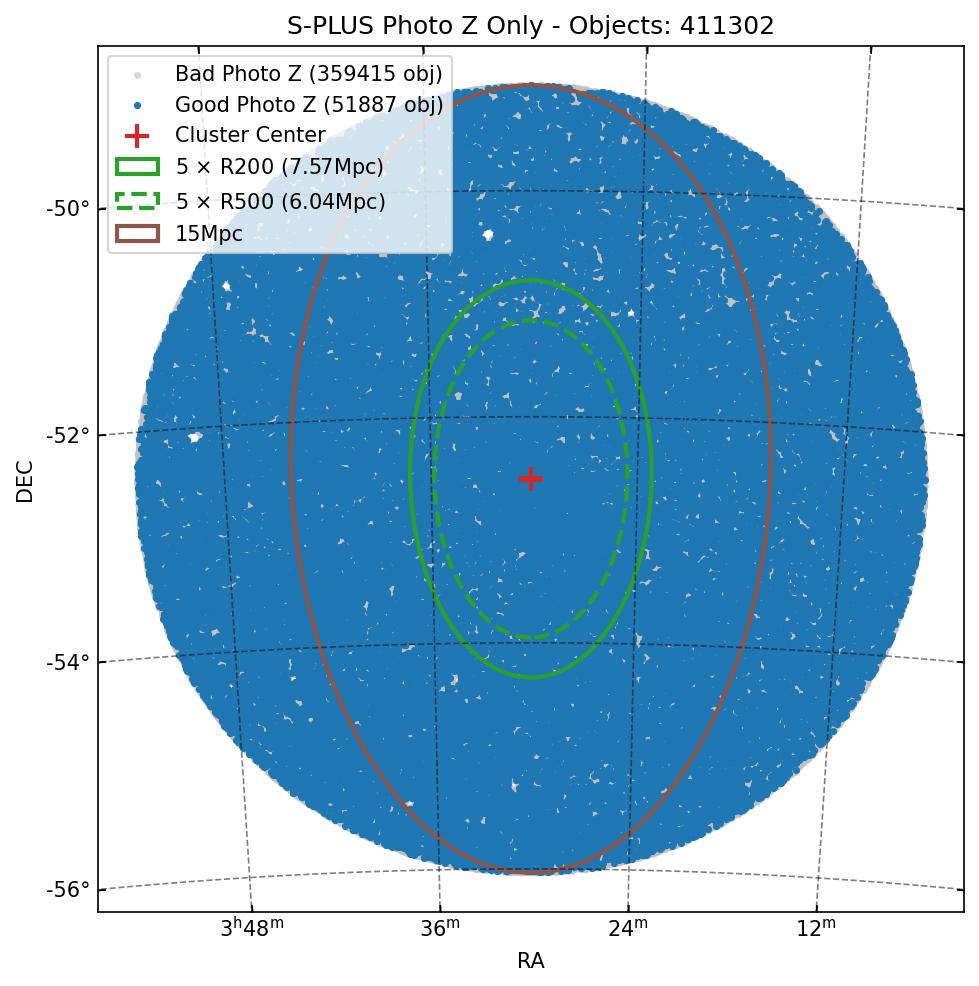 S-PLUS Photo Z Only - Objects: 411302
Bad Photo Z (359415 obj)
Good Photo Z (51887 obj)
Cluster Center
5 × R200 (7.57Mpc)
5 × R500 (6.04Mpc)
15Mpc
-50°
-52°
-54°
-56°
DEC
3ʰ48ᵐ 36ᵐ 24ᵐ 12ᵐ
RA